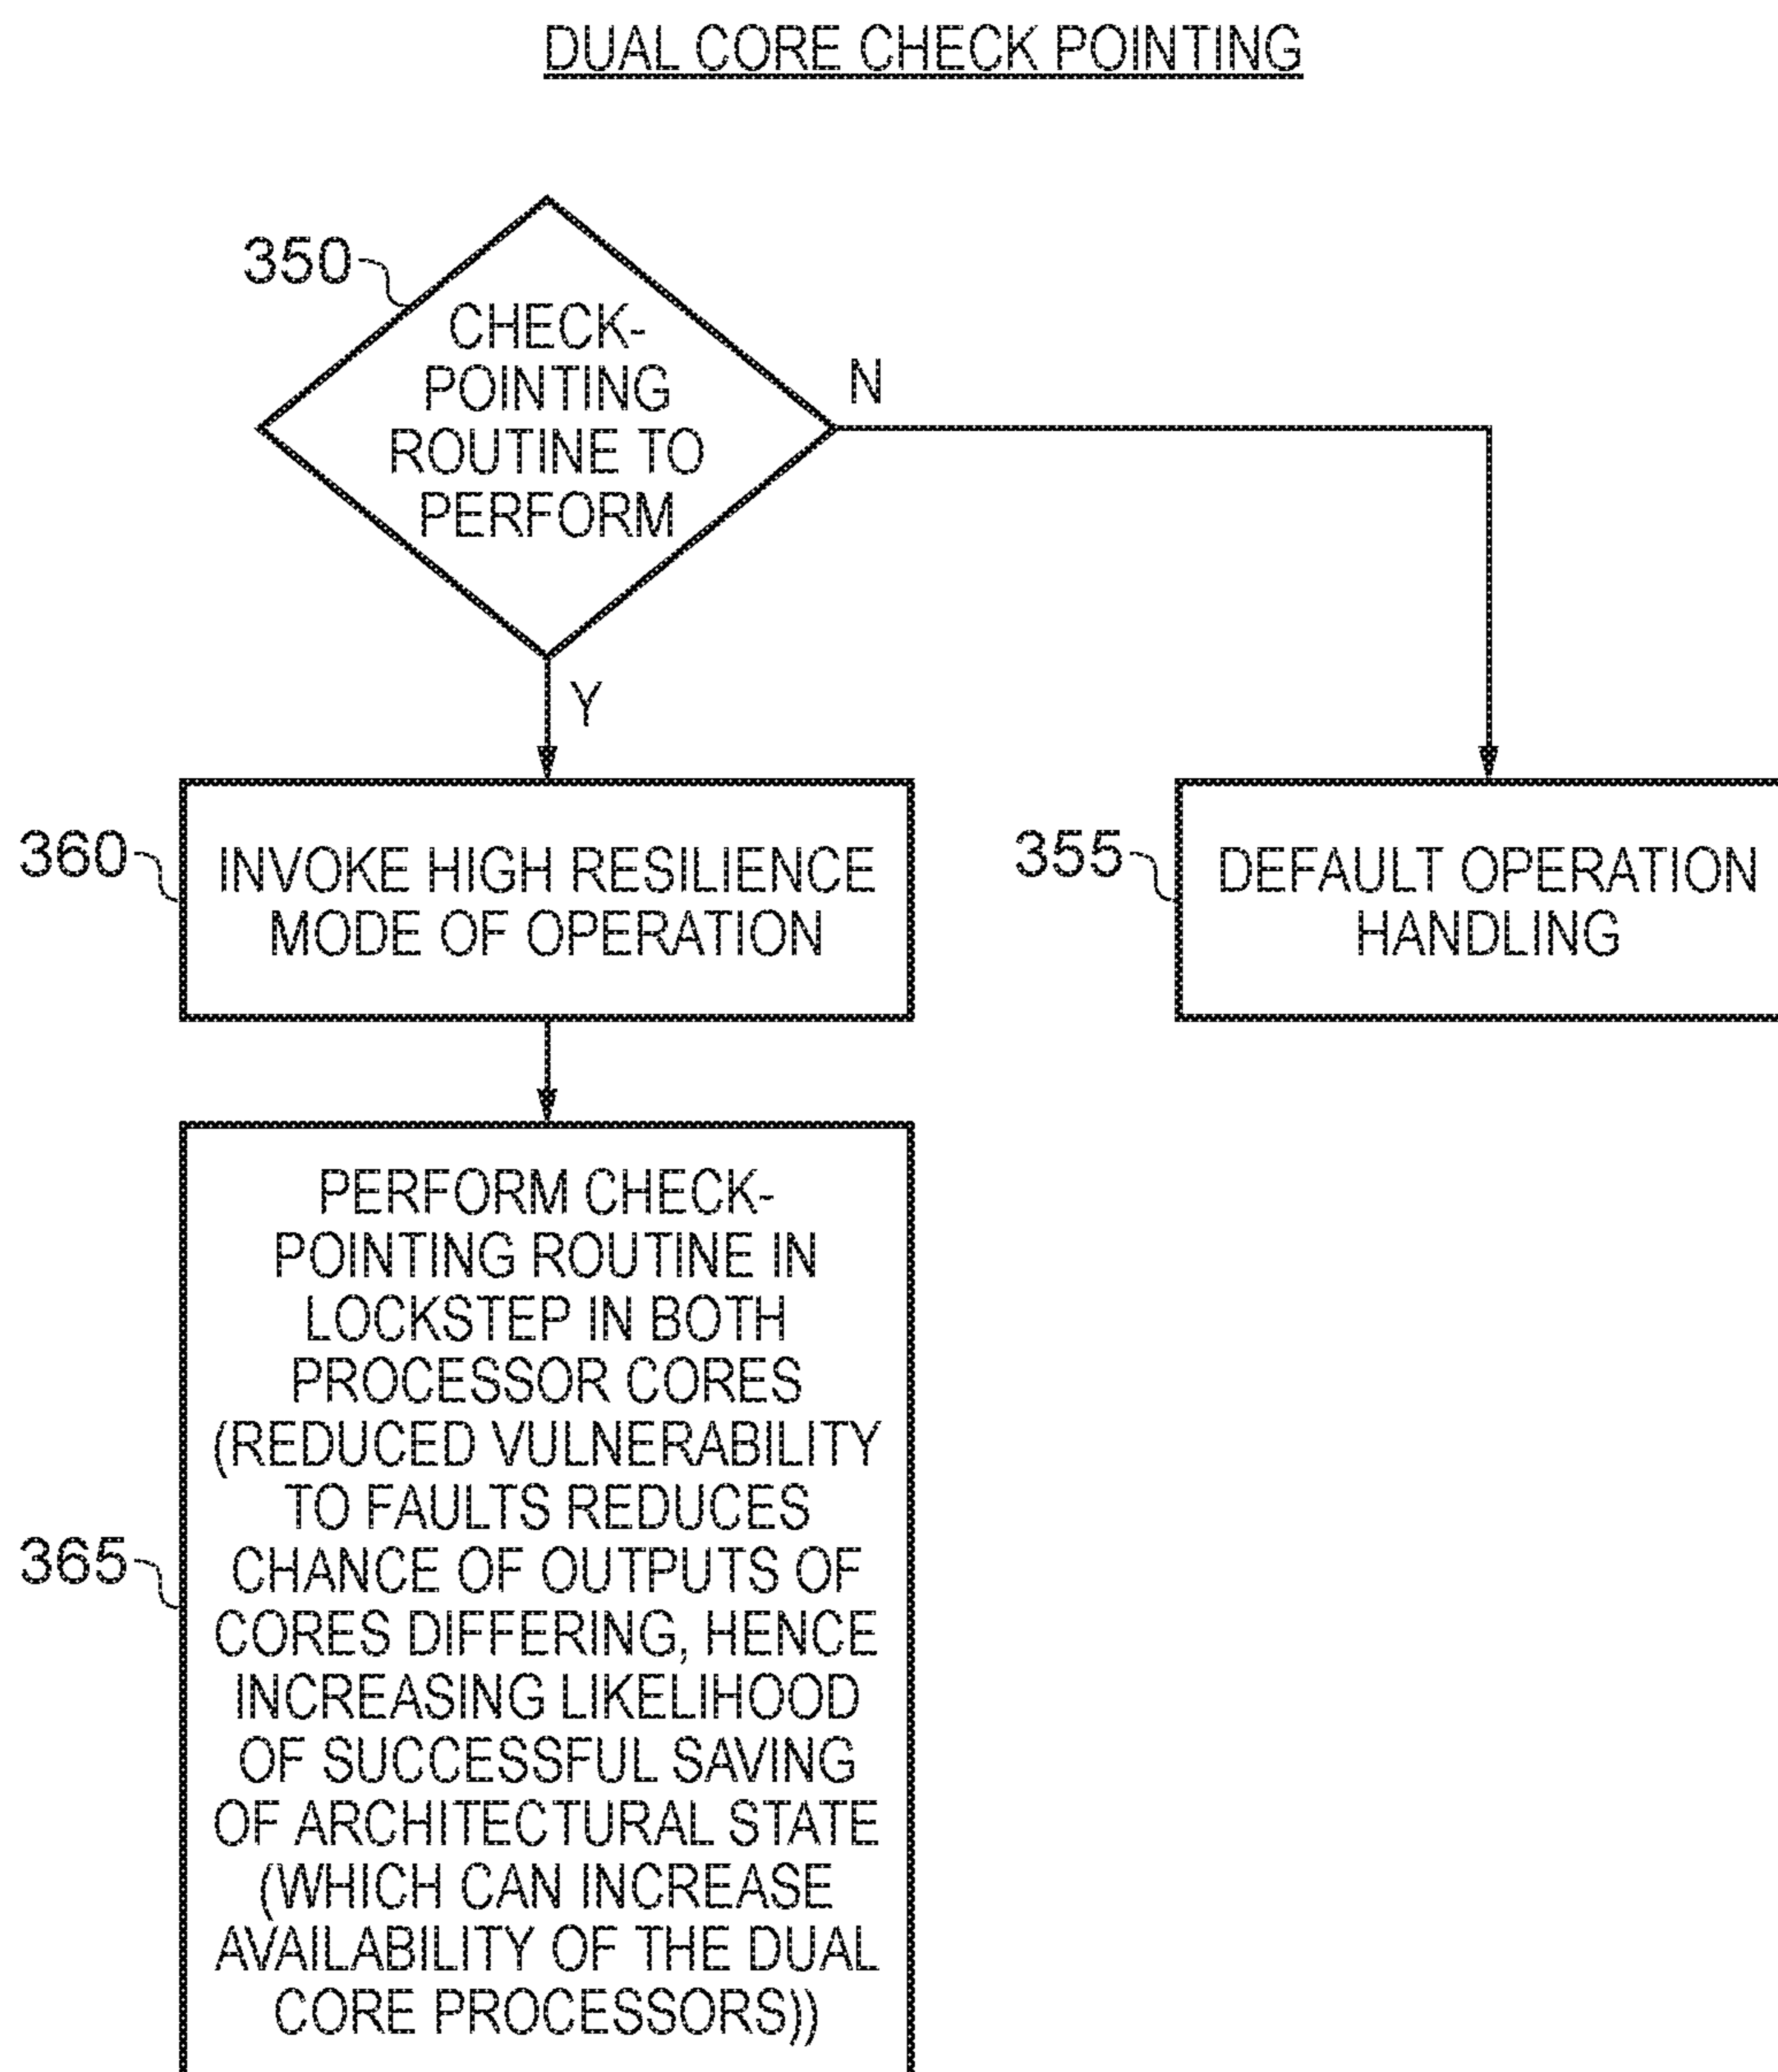 DUAL CORE CHECK POINTING
350
CHECK-
POINTING
ROUTINE TO
PERFORM
N
Y
360
INVOKE HIGH RESILIENCE
MODE OF OPERATION
355
DEFAULT OPERATION
HANDLING
365
PERFORM CHECK-
POINTING ROUTINE IN
LOCKSTEP IN BOTH
PROCESSOR CORES
(REDUCED VULNERABILITY
TO FAULTS REDUCES
CHANCE OF OUTPUTS OF
CORES DIFFERING, HENCE
INCREASING LIKELIHOOD
OF SUCCESSFUL SAVING
OF ARCHITECTURAL STATE
(WHICH CAN INCREASE
AVAILABILITY OF THE DUAL
CORE PROCESSORS))